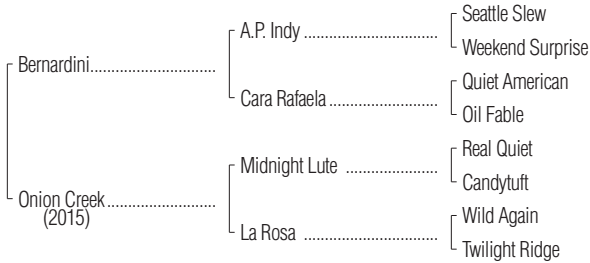 Seattle Slew
A.P. Indy ..............................
Weekend Surprise
Bernardini............................
Quiet American
Cara Rafaela ........................
Oil Fable
Real Quiet
Midnight Lute ....................
Candytuft
Onion Creek........................
(2015)
Wild Again
La Rosa ..............................
Twilight Ridge